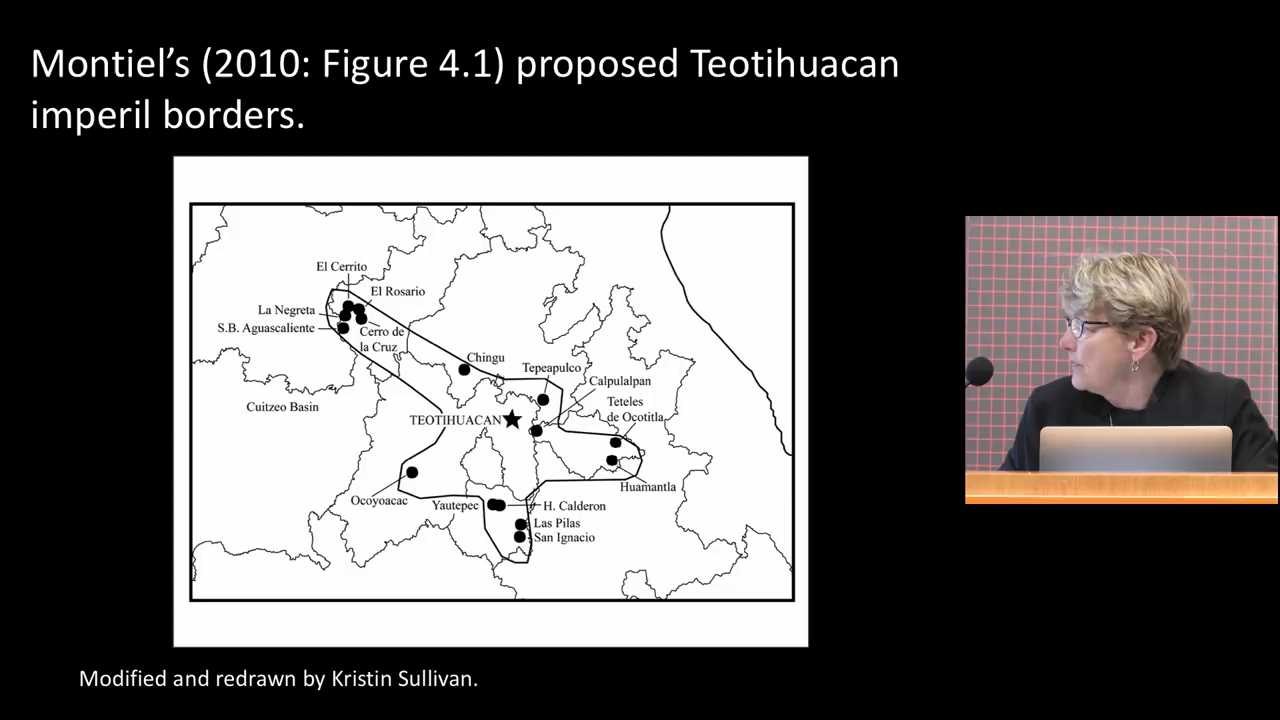 Montiel’s (2010: Figure 4.1) proposed Teotihuacan
imperil borders.
El Cerrito
El Rosario
La Negreta
S.B. Aguascaliente
Cerro de
la Cruz
Chingu
Tepeapulco
Calpulalpan
Cuitzeo Basin
Teteles
de Ocotitla
TEOTIHUACAN
Huamantla
Ocoyoacac
Yautepec
H. Calderon
Las Pilas
San Ignacio
Modified and redrawn by Kristin Sullivan.